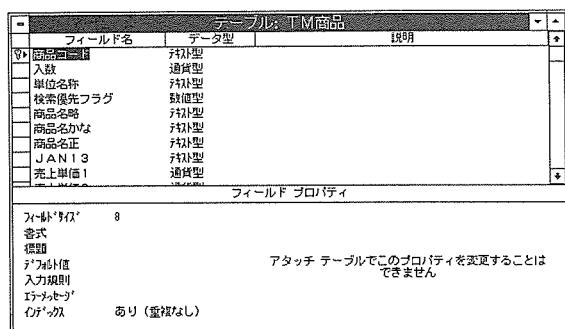 テーブル: TM商品
フィールド名 データ型 説明
商品コード テキスト型
入数 通貨型
単位名称 テキスト型
検索優先フラグ 数値型
商品名略 テキスト型
商品名かな テキスト型
商品名正 テキスト型
JAN13 テキスト型
売上単価1 通貨型
フィールド プロパティ
フィールドサイズ 8
書式
標題
デフォルト値
入力規則
エラーメッセージ
インデックス あり(重複なし)
アタッチ テーブルでこのプロパティを変更することは
できません